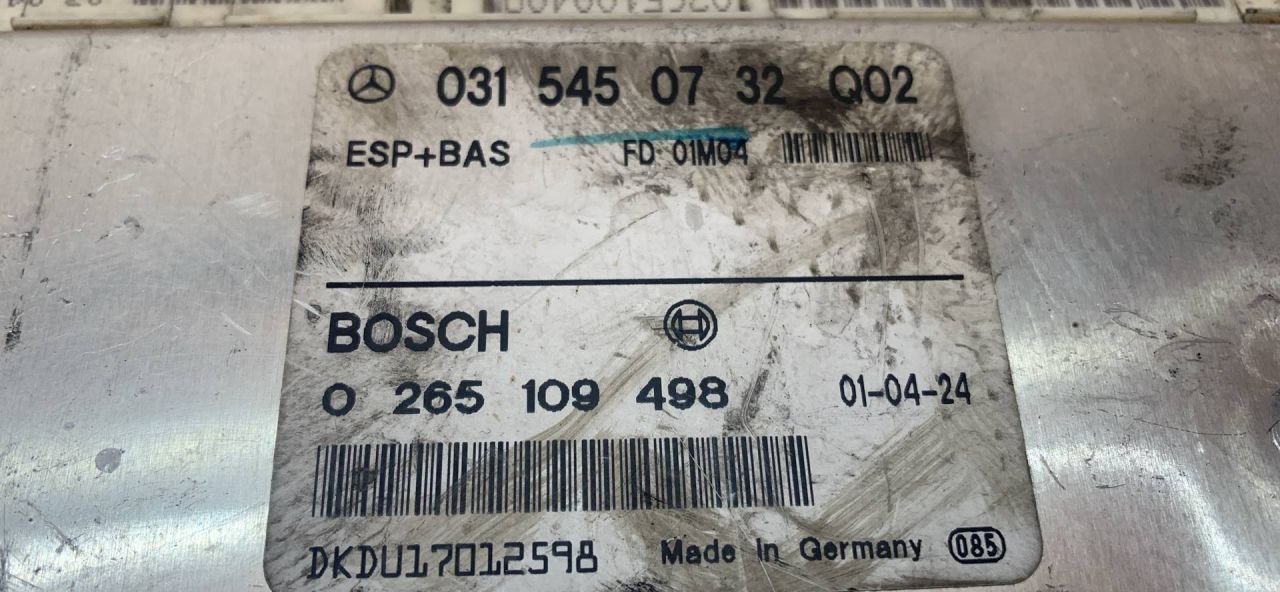 031 545 07 32 Q02
ESP+BAS FD 01M04
BOSCH
0 265 109 498 01-04-24
DKDU17012598 Made in Germany 085